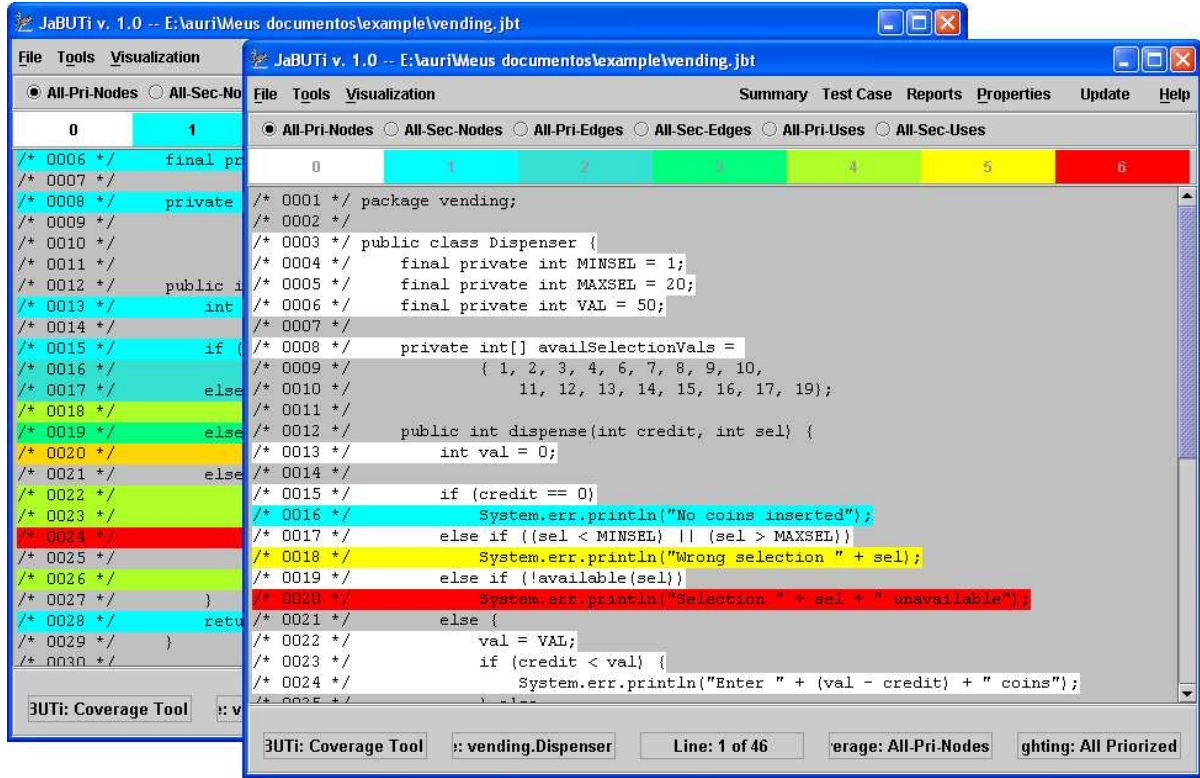 JaBUTi v. 1.0 -- E:\auri\Meus documentos\example\vending.jbt
File Tools Visualization
All-Pri-Nodes All-Sec-No
0 1
/* 0006 */ final pr
/* 0007 */
/* 0008 */ private
/* 0009 */
/* 0010 */
/* 0011 */
/* 0012 */ public i
/* 0013 */ int
/* 0014 */
/* 0015 */ if (
/* 0016 */
/* 0017 */ else
/* 0018 */
/* 0019 */ else
/* 0020 */
/* 0021 */ else
/* 0022 */
/* 0023 */
/* 0024 */
/* 0025 */
/* 0026 */
/* 0027 */ }
/* 0028 */ retu
/* 0029 */ }
/* 0030 */
BUTi: Coverage Tool e: v
JaBUTi v. 1.0 -- E:\auri\Meus documentos\example\vending.jbt
File Tools Visualization Summary Test Case Reports Properties Update Help
All-Pri-Nodes All-Sec-Nodes All-Pri-Edges All-Sec-Edges All-Pri-Uses All-Sec-Uses
0 1 2 3 4 5 6
/* 0001 */ package vending;
/* 0002 */
/* 0003 */ public class Dispenser {
/* 0004 */ final private int MINSEL = 1;
/* 0005 */ final private int MAXSEL = 20;
/* 0006 */ final private int VAL = 50;
/* 0007 */
/* 0008 */ private int[] availSelectionVals =
/* 0009 */ { 1, 2, 3, 4, 6, 7, 8, 9, 10,
/* 0010 */ 11, 12, 13, 14, 15, 16, 17, 19};
/* 0011 */
/* 0012 */ public int dispense(int credit, int sel) {
/* 0013 */ int val = 0;
/* 0014 */
/* 0015 */ if (credit == 0)
/* 0016 */ System.err.println("No coins inserted");
/* 0017 */ else if ((sel < MINSEL) || (sel > MAXSEL))
/* 0018 */ System.err.println("Wrong selection " + sel);
/* 0019 */ else if (!available(sel))
/* 0020 */ System.err.println("Selection " + sel + " unavailable");
/* 0021 */ else {
/* 0022 */ val = VAL;
/* 0023 */ if (credit < val) {
/* 0024 */ System.err.println("Enter " + (val - credit) + " coins");
/* 0025 */ } else
BUTi: Coverage Tool e: vending.Dispenser Line: 1 of 46 erage: All-Pri-Nodes ghting: All Priorized